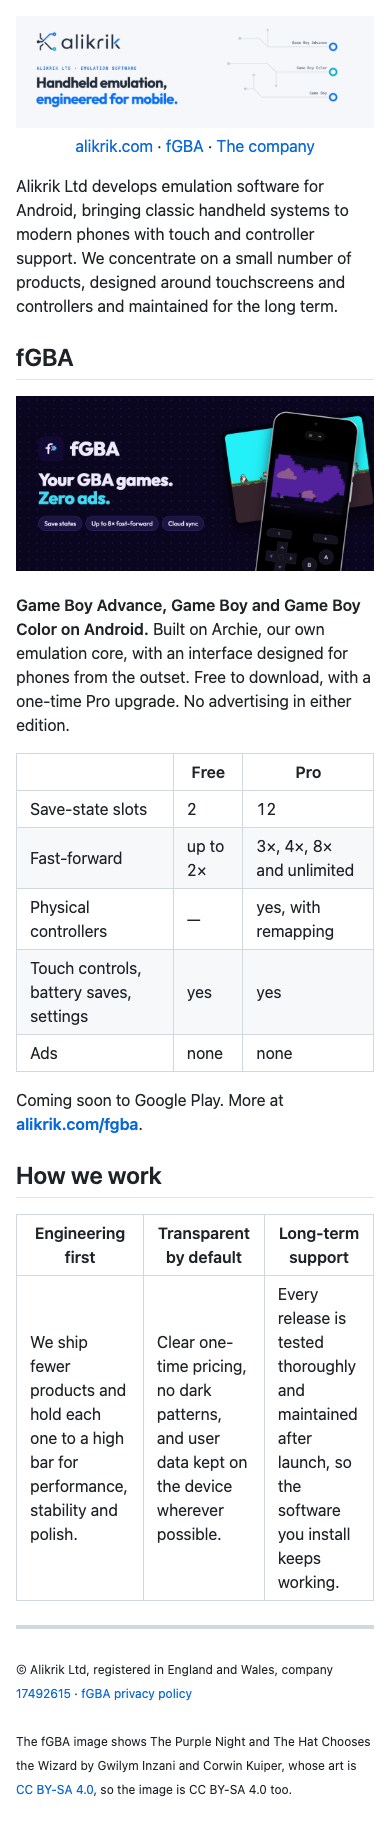 alikrik
ALIKRIK LTD · EMULATION SOFTWARE
Handheld emulation,
engineered for mobile.
Game Boy Advance
Game Boy Color
Game Boy
alikrik.com · fGBA · The company
Alikrik Ltd develops emulation software for
Android, bringing classic handheld systems to
modern phones with touch and controller
support. We concentrate on a small number of
products, designed around touchscreens and
controllers and maintained for the long term.
fGBA
fGBA
Your GBA games.
Zero ads.
Save states
Up to 8× fast-forward
Cloud sync
A
B
Game Boy Advance, Game Boy and Game Boy
Color on Android. Built on Archie, our own
emulation core, with an interface designed for
phones from the outset. Free to download, with a
one-time Pro upgrade. No advertising in either
edition.
Free Pro
Save-state slots 2 12
Fast-forward up to 2× 3×, 4×, 8× and unlimited
Physical controllers — yes, with remapping
Touch controls, battery saves, settings yes yes
Ads none none
Coming soon to Google Play. More at
alikrik.com/fgba.
How we work
Engineering first
Transparent by default
Long-term support
We ship
fewer
products and
hold each
one to a high
bar for
performance,
stability and
polish.
Clear one-
time pricing,
no dark
patterns,
and user
data kept on
the device
wherever
possible.
Every
release is
tested
thoroughly
and
maintained
after
launch, so
the
software
you install
keeps
working.
© Alikrik Ltd, registered in England and Wales, company
17492615 · fGBA privacy policy
The fGBA image shows The Purple Night and The Hat Chooses
the Wizard by Gwilym Inzani and Corwin Kuiper, whose art is
CC BY-SA 4.0, so the image is CC BY-SA 4.0 too.